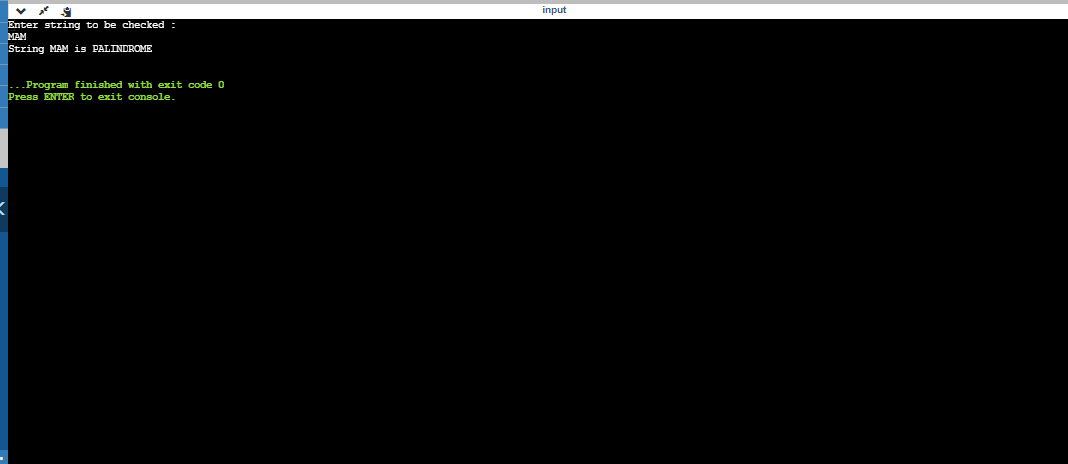 input
Enter string to be checked :
MAM
String MAM is PALINDROME
...Program finished with exit code 0
Press ENTER to exit console.